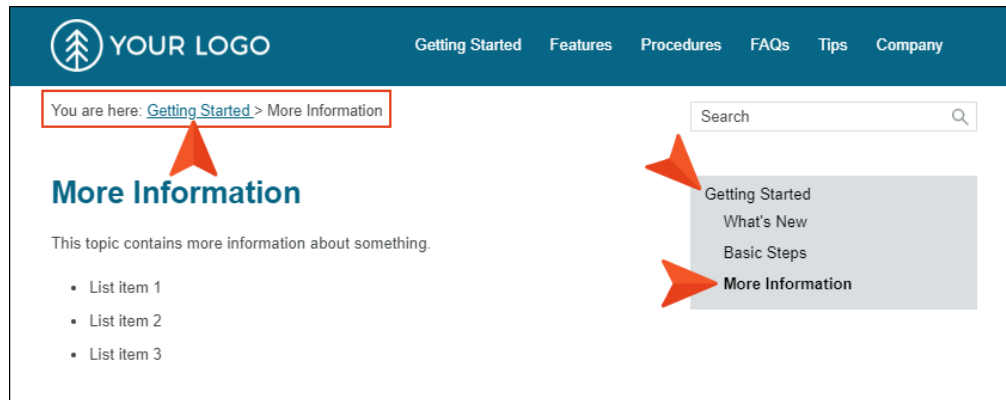 YOUR LOGO
Getting Started Features Procedures FAQs Tips Company
You are here: Getting Started > More Information
Search
More Information
This topic contains more information about something.
• List item 1
• List item 2
• List item 3
Getting Started
What's New
Basic Steps
More Information